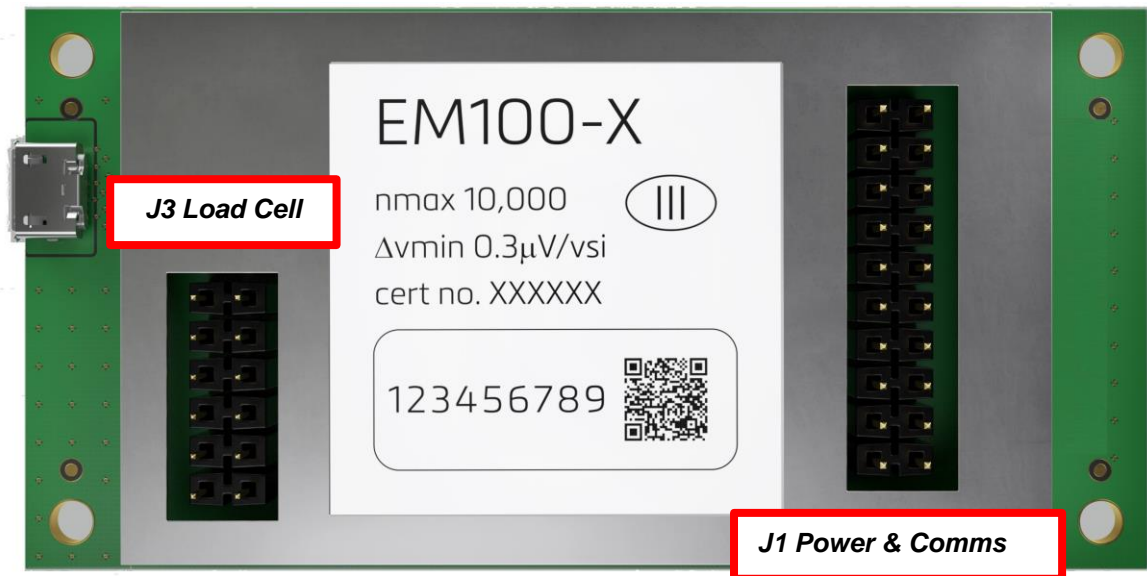 EM100-X
nmax 10,000
III
Δvmin 0.3μV/vsi
cert no. XXXXXX
123456789
J3 Load Cell
J1 Power & Comms